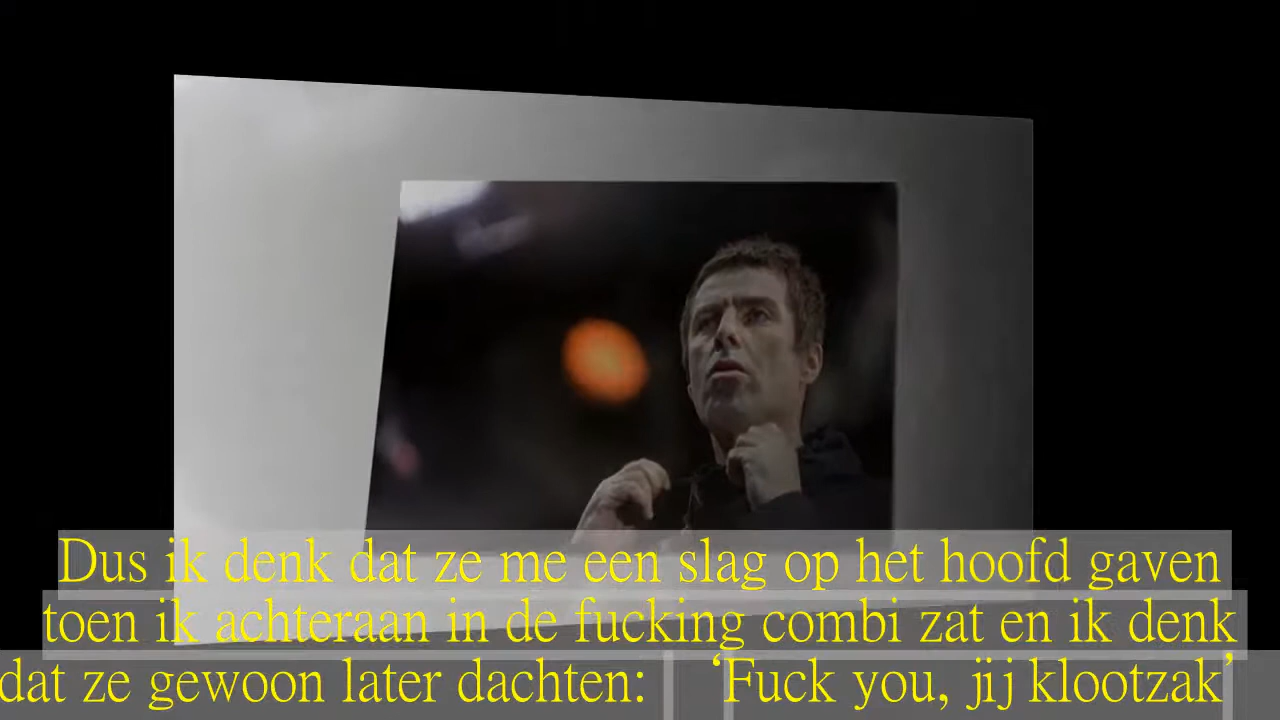 Dus ik denk dat ze me een slag op het hoofd gaven
toen ik achteraan in de fucking combi zat en ik denk
dat ze gewoon later dachten: ‘Fuck you, jij klootzak’